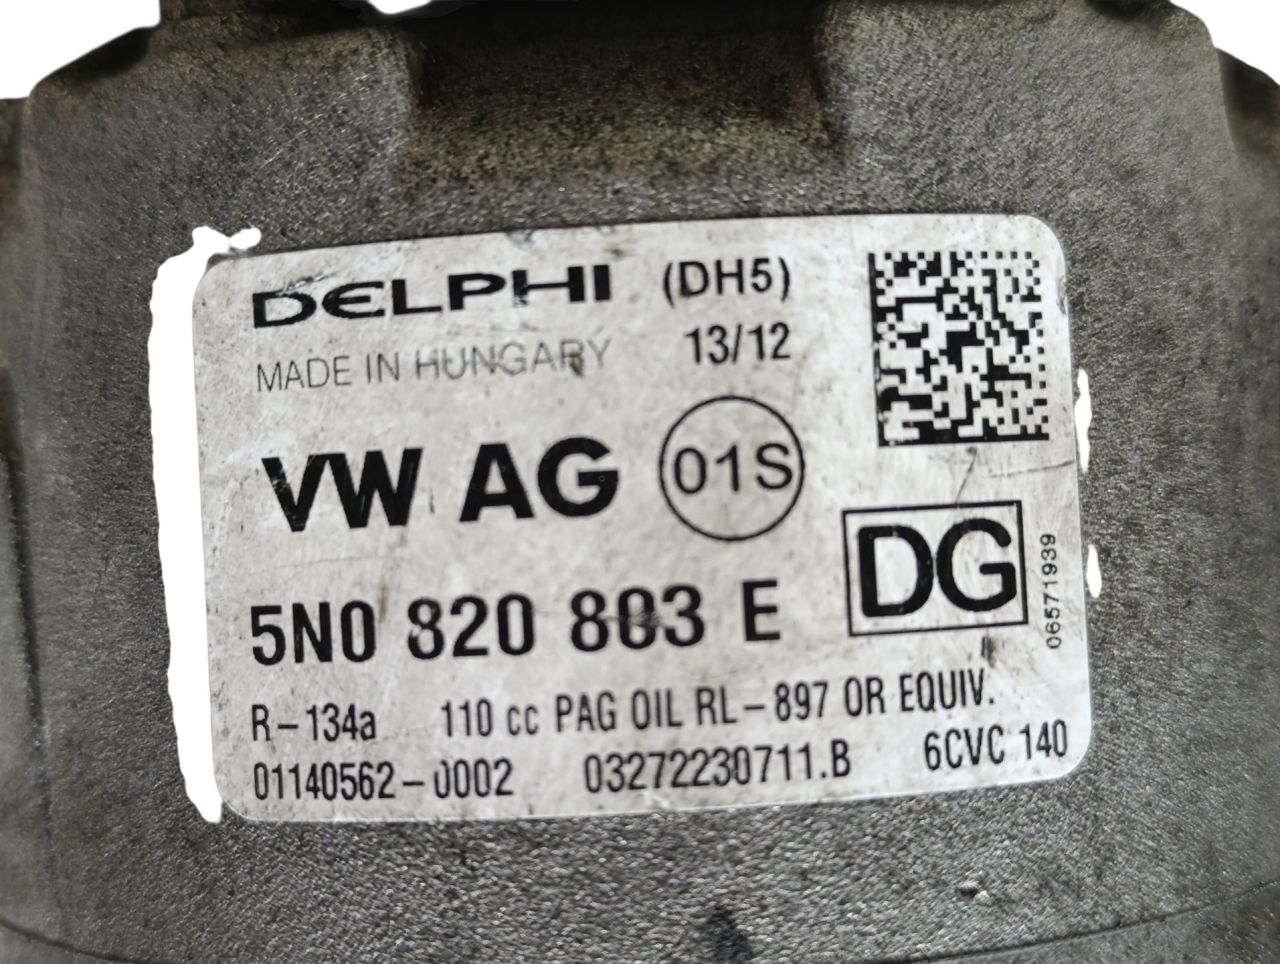 DELPHI (DH5)
MADE IN HUNGARY 13/12
VW AG 01S
DG
5N0 820 803 E
06571939
R-134a 110 cc PAG OIL RL-897 OR EQUIV.
01140562-0002 03272230711.B 6CVC 140